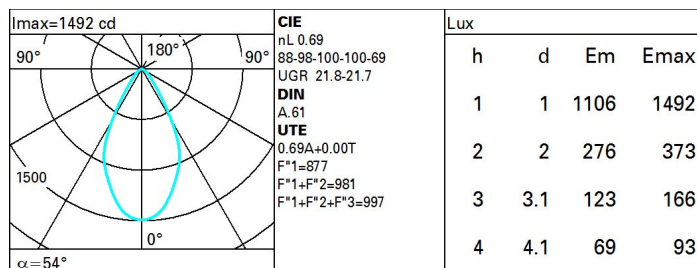 Imax=1492 cd
90°
180°
90°
1500
0°
α=54°
CIE
nL 0.69
88-98-100-100-69
UGR 21.8-21.7
DIN
A.61
UTE
0.69A+0.00T
F"1=877
F"1+F"2=981
F"1+F"2+F"3=997
Lux
h d Em Emax
1 1 1106 1492
2 2 276 373
3 3.1 123 166
4 4.1 69 93